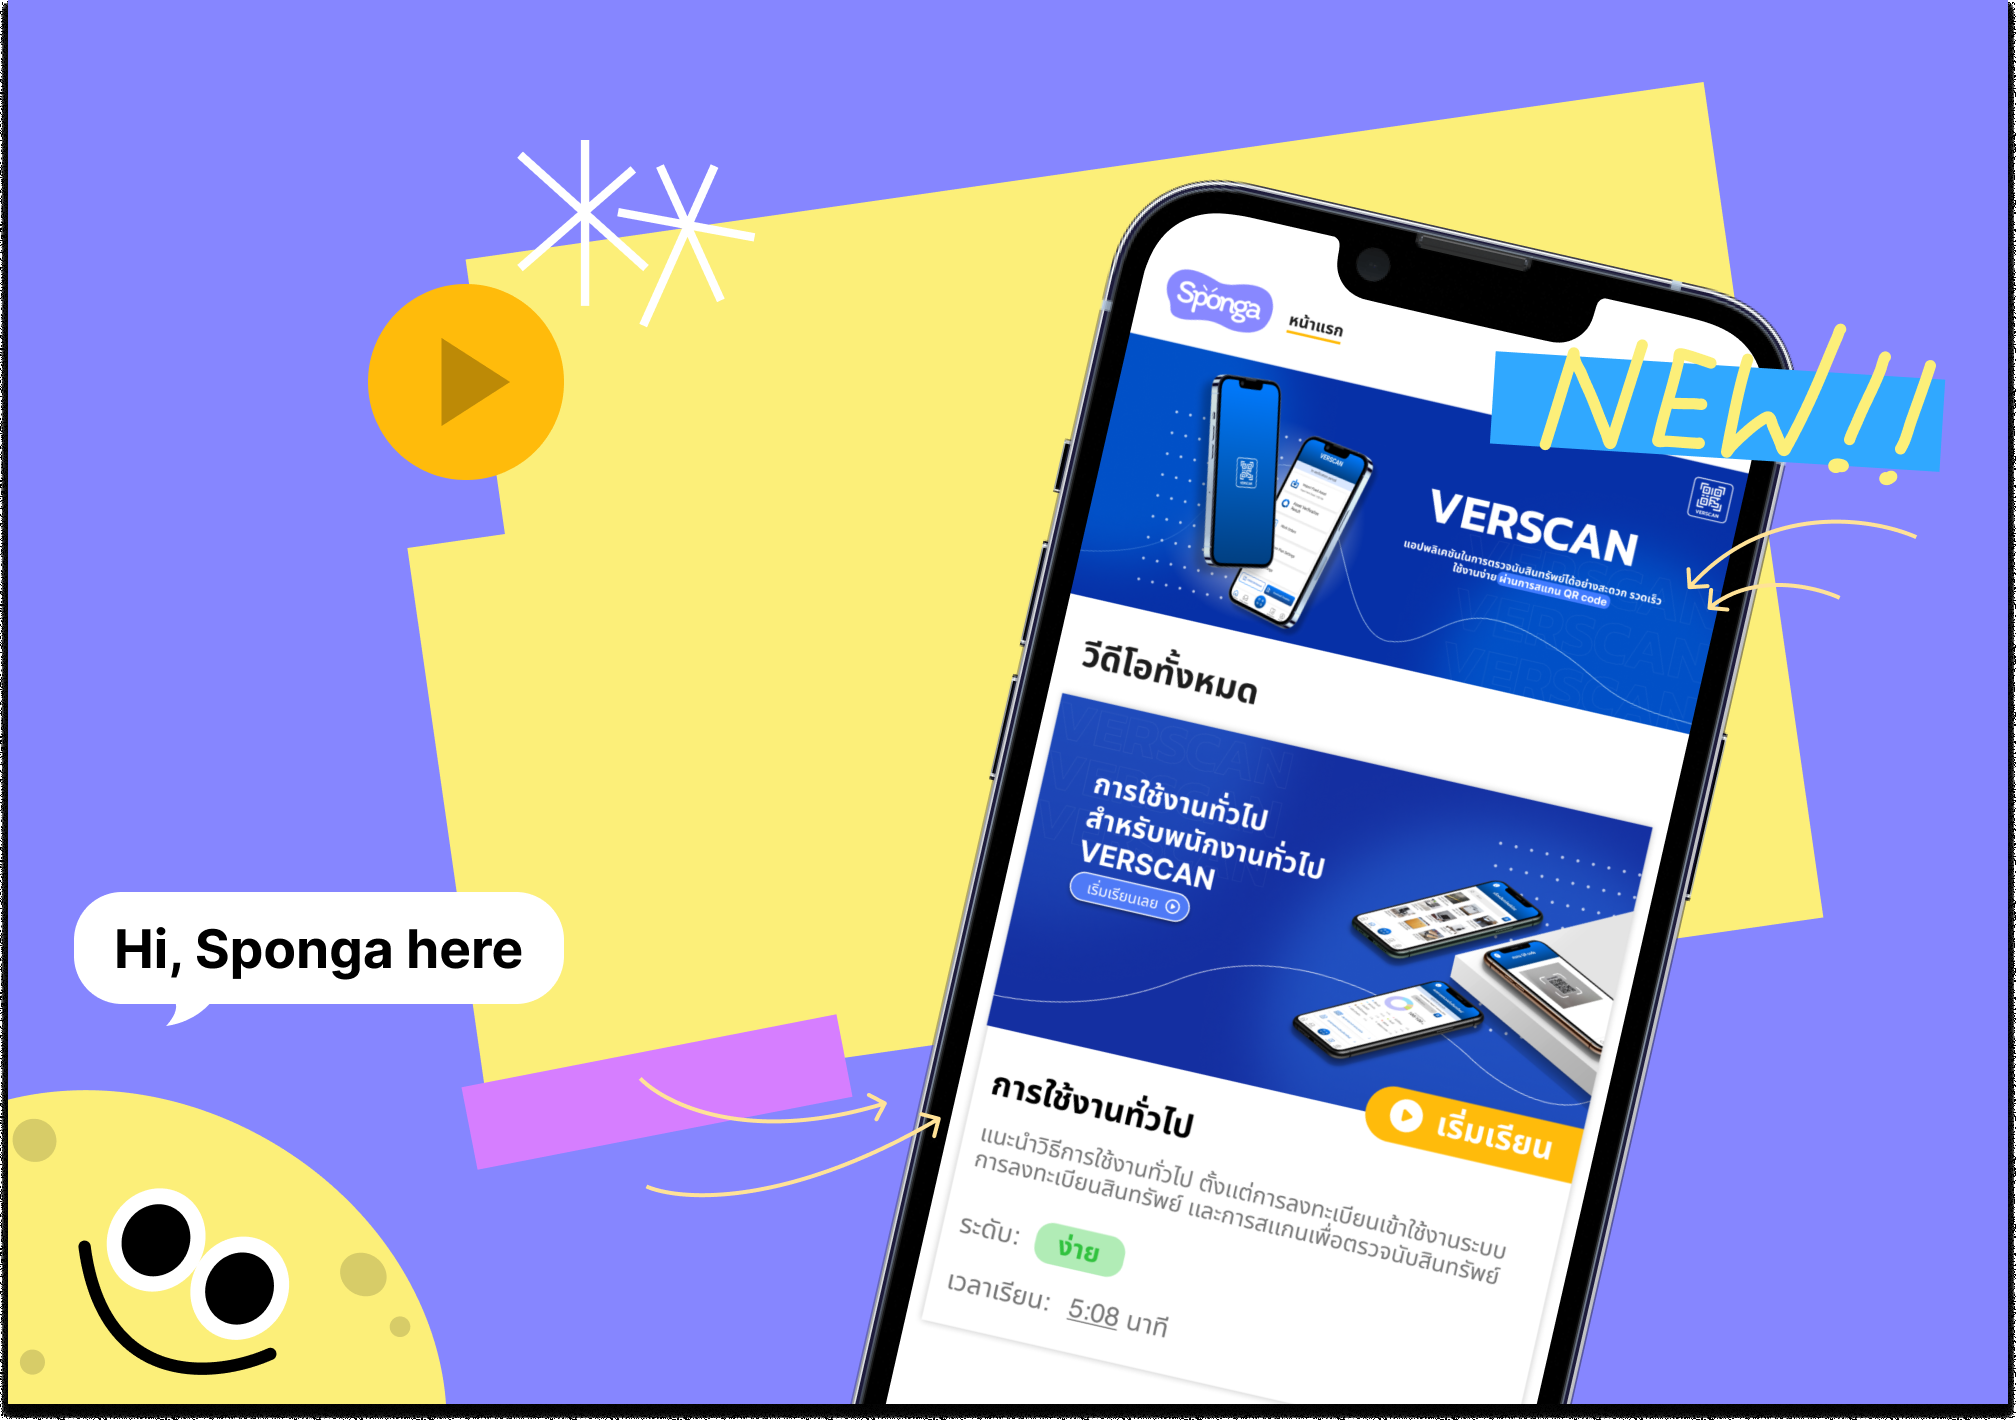 Sponga
หน้าแรก
NEW!!
VERSCAN
VERSCAN
VERSCAN
แอปพลิเคชันในการตรวจนับสินทรัพย์ได้อย่างสะดวก รวดเร็ว
ใช้งานง่าย ผ่านการสแกน QR code
วีดีโอทั้งหมด
การใช้งานทั่วไป
สำหรับพนักงานทั่วไป
VERSCAN
เริ่มเรียนเลย
Hi, Sponga here
การใช้งานทั่วไป
เริ่มเรียน
แนะนำวิธีการใช้งานทั่วไป ตั้งแต่การลงทะเบียนเข้าใช้งานระบบ
การลงทะเบียนสินทรัพย์ และการสแกนเพื่อตรวจนับสินทรัพย์
ระดับ: ง่าย
เวลาเรียน: 5:08 นาที